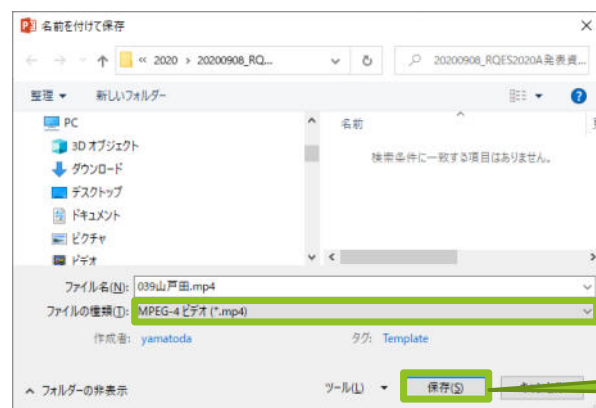 名前を付けて保存
« 2020 › 20200908_RQ...
20200908_RQES2020A発表資...
整理
新しいフォルダー
PC
3D オブジェクト
ダウンロード
デスクトップ
ドキュメント
ピクチャ
ビデオ
名前
検索条件に一致する項目はありません。
ファイル名(N): 039山戸田.mp4
ファイルの種類(T): MPEG-4 ビデオ (*.mp4)
作成者: yamatoda
タグ: Template
フォルダーの非表示
ツール(L)
保存(S)